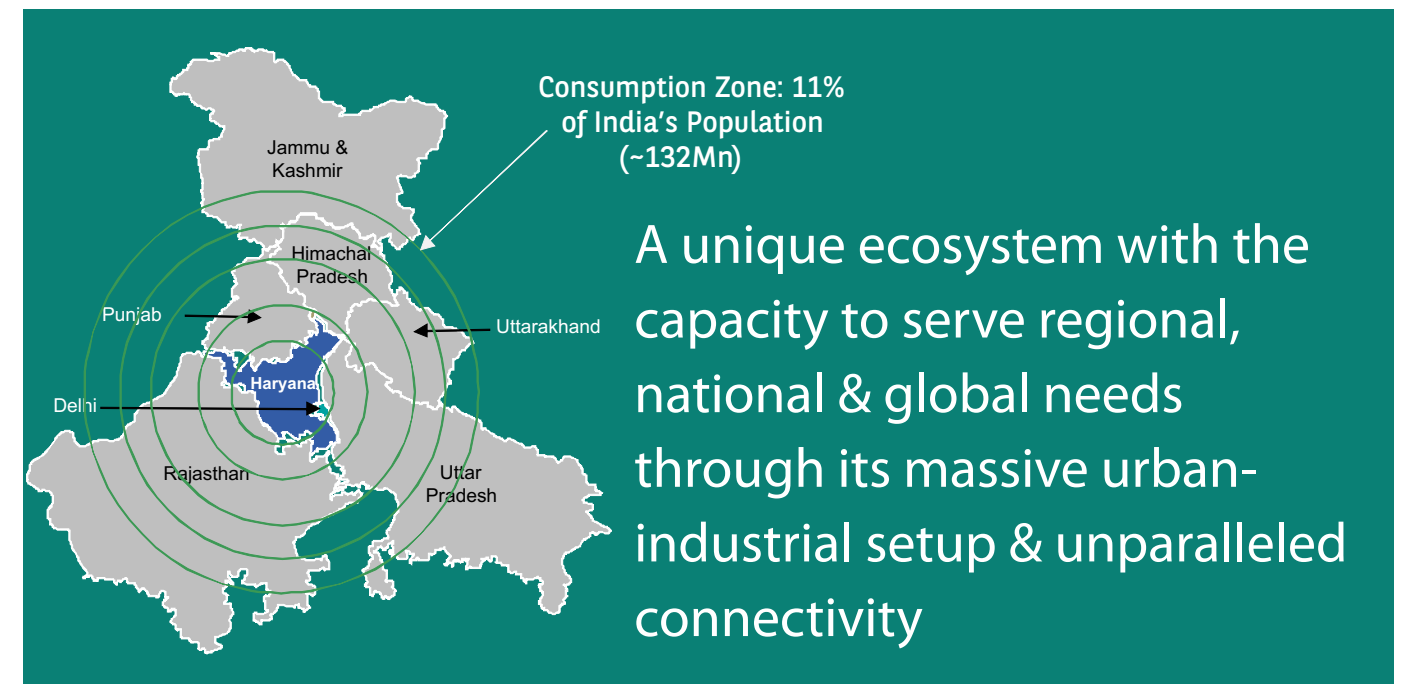 Consumption Zone: 11%
of India's Population
(~132Mn)
Jammu &
Kashmir
Himachal
Pradesh
Punjab
Uttarakhand
Haryana
Delhi
Rajasthan
Uttar
Pradesh
A unique ecosystem with the
capacity to serve regional,
national & global needs
through its massive urban-
industrial setup & unparalleled
connectivity